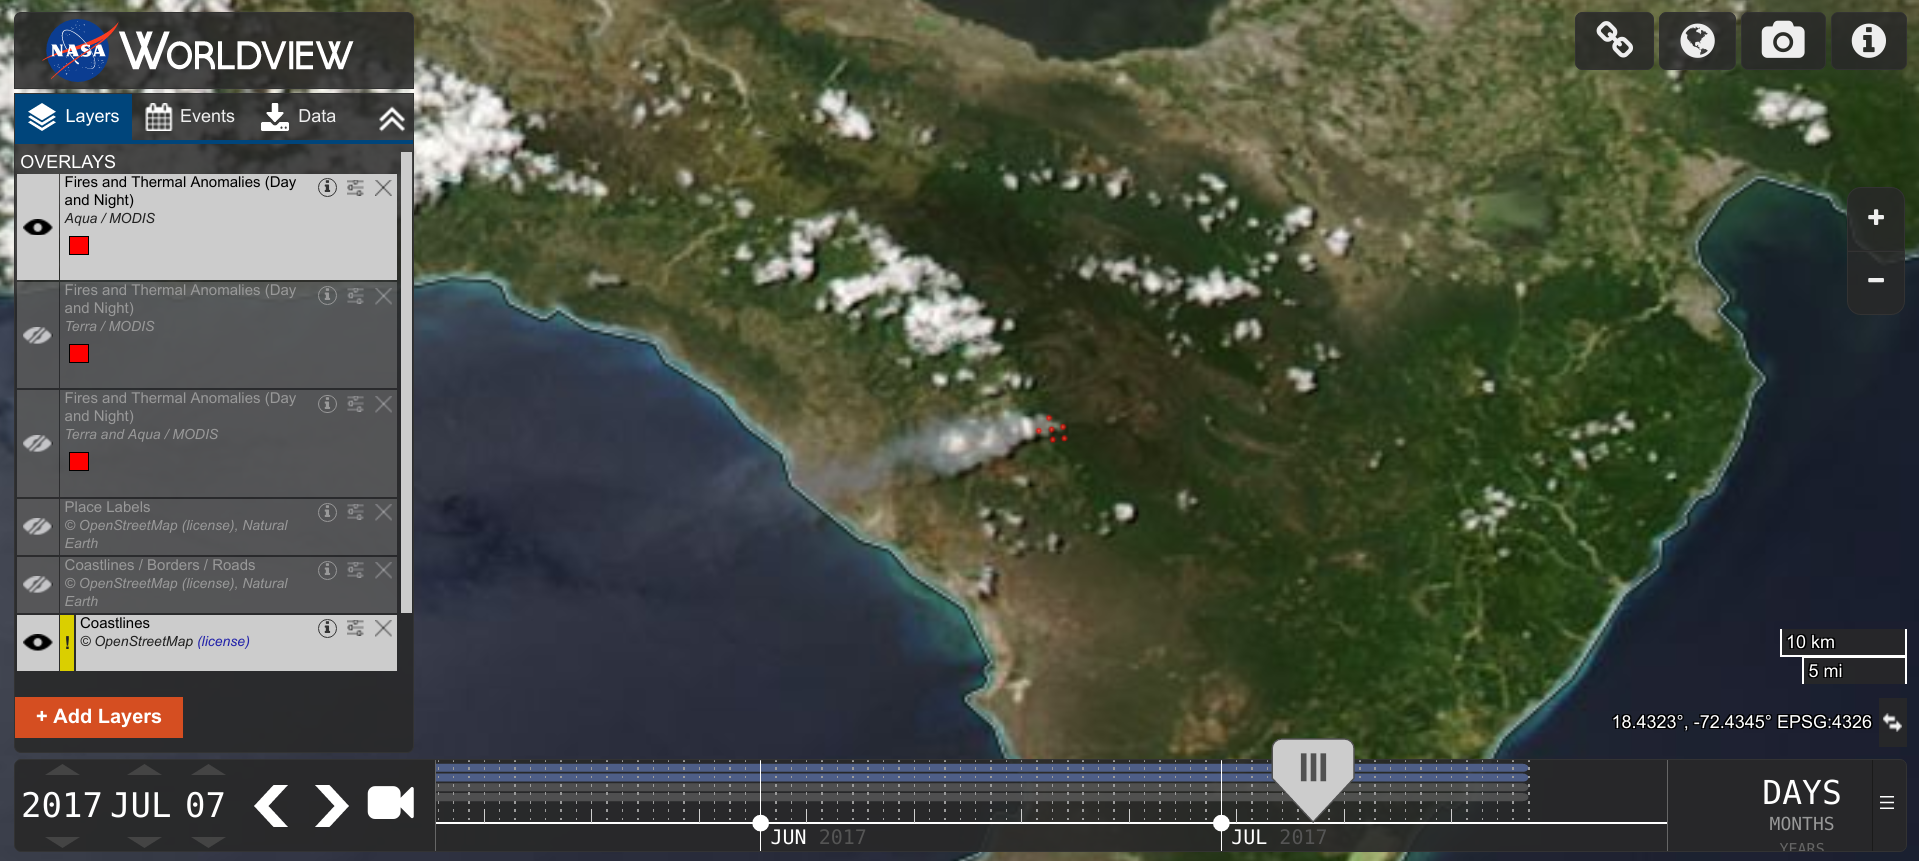 NASA WORLDVIEW
Layers Events Data
OVERLAYS
Fires and Thermal Anomalies (Day
and Night)
Aqua / MODIS
Fires and Thermal Anomalies (Day
and Night)
Terra / MODIS
Fires and Thermal Anomalies (Day
and Night)
Terra and Aqua / MODIS
Place Labels
© OpenStreetMap (license), Natural
Earth
Coastlines / Borders / Roads
© OpenStreetMap (license), Natural
Earth
!
Coastlines
© OpenStreetMap (license)
+ Add Layers
+
-
10 km
5 mi
18.4323°, -72.4345° EPSG:4326
2017 JUL 07
JUN 2017
JUL 2017
DAYS
MONTHS
YEARS